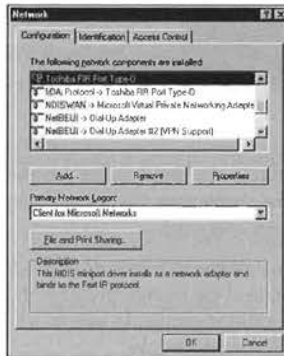 Network
Configuration Identification Access Control
The following network components are installed:
Toshiba FIR Port Type-O
IrDA Protocol -> Toshiba FIR Port Type-O
NDISWAN -> Microsoft Virtual Private Networking Adapte
NetBEUI -> Dial-Up Adapter
NetBEUI -> Dial-Up Adapter #2 (VPN Support)
Add... Remove Properties
Primary Network Logon:
Client for Microsoft Networks
File and Print Sharing...
Description
This NDIS miniport driver installs as a network adapter and
binds to the Fast IR protocol.
OK Cancel